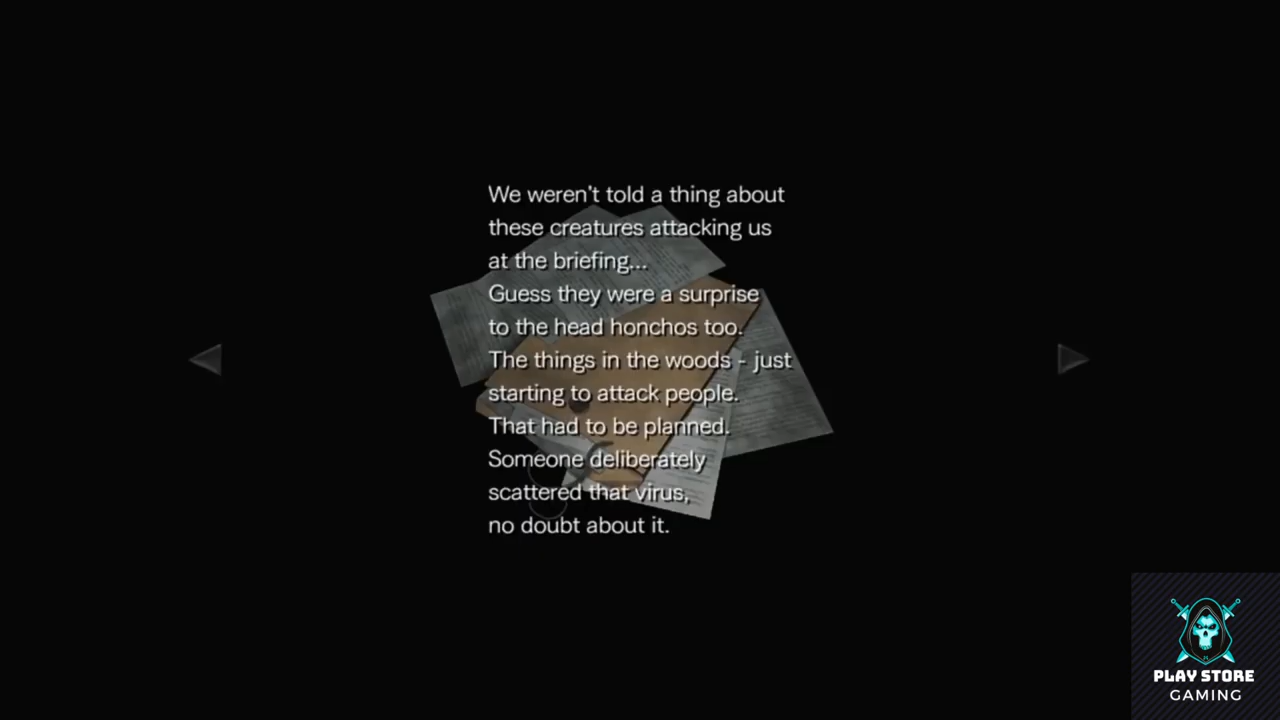 We weren't told a thing about
these creatures attacking us
at the briefing...
Guess they were a surprise
to the head honchos too.
The things in the woods - just
starting to attack people.
That had to be planned.
Someone deliberately
scattered that virus,
no doubt about it.
PLAY STORE
GAMING